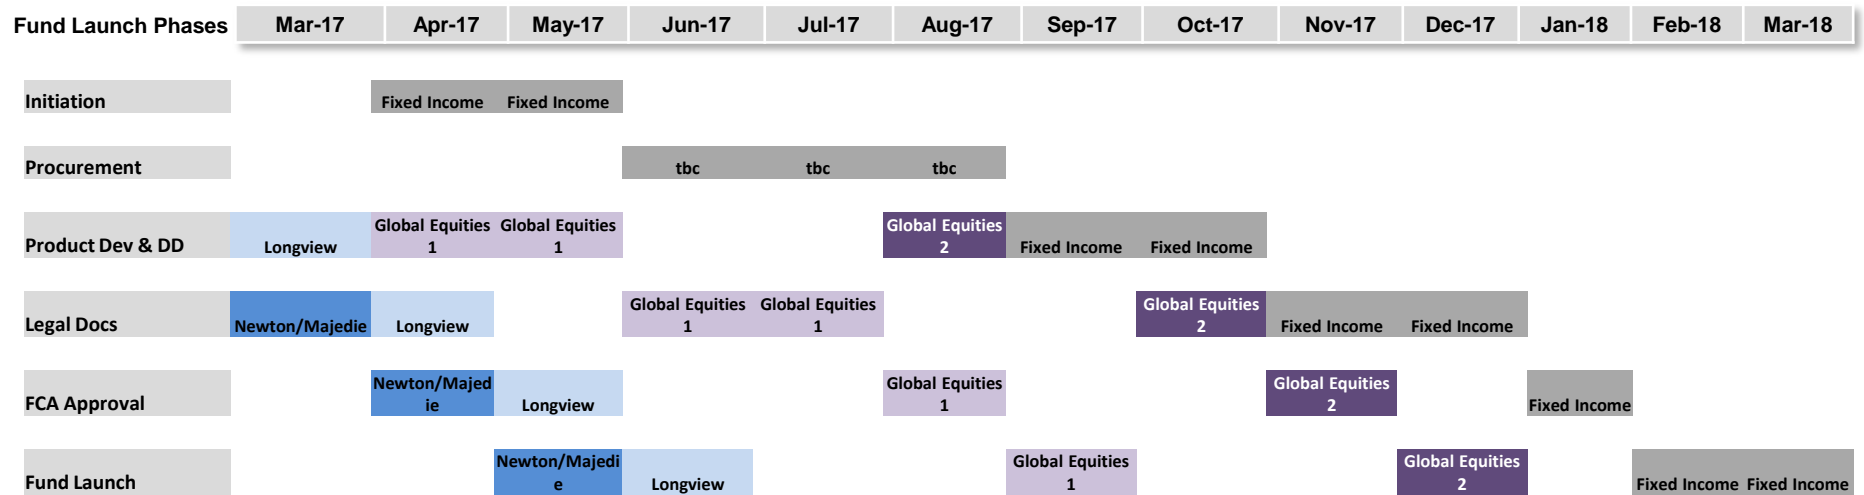 Fund Launch Phases Mar-17 Apr-17 May-17 Jun-17 Jul-17 Aug-17 Sep-17 Oct-17 Nov-17 Dec-17 Jan-18 Feb-18 Mar-18
Initiation Fixed Income Fixed Income
Procurement tbc tbc tbc
Global Equities Global Equities Global Equities
Product Dev & DD Longview 1 1 2 Fixed Income Fixed Income
Global Equities Global Equities Global Equities
Legal Docs Newton/Majedie Longview 1 1 2 Fixed Income Fixed Income
Newton/Majed Global Equities Global Equities
FCA Approval ie Longview 1 2 Fixed Income
Newton/Majedi Global Equities Global Equities
Fund Launch e Longview 1 2 Fixed Income Fixed Income